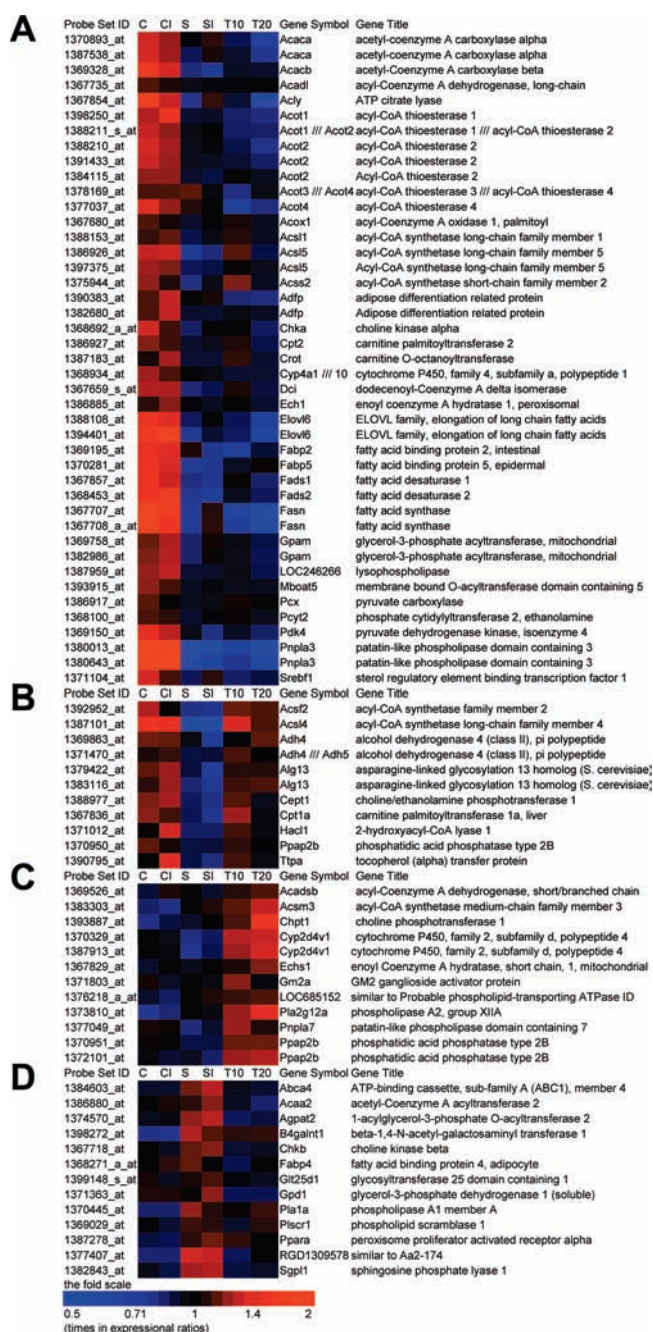 A
Probe Set ID C CI S SI T10 T20 Gene Symbol Gene Title
1370893_at Acaca acetyl-coenzyme A carboxylase alpha
1387538_at Acaca acetyl-coenzyme A carboxylase alpha
1369328_at Acacb acetyl-Coenzyme A carboxylase beta
1367735_at Acadl acyl-Coenzyme A dehydrogenase, long-chain
1367854_at Acly ATP citrate lyase
1398250_at Acot1 acyl-CoA thioesterase 1
1388211_s_at Acot1 /// Acot2 acyl-CoA thioesterase 1 /// acyl-CoA thioesterase 2
1388210_at Acot2 acyl-CoA thioesterase 2
1391433_at Acot2 acyl-CoA thioesterase 2
1384115_at Acot2 Acyl-CoA thioesterase 2
1378169_at Acot3 /// Acot4 acyl-CoA thioesterase 3 /// acyl-CoA thioesterase 4
1377037_at Acot4 acyl-CoA thioesterase 4
1367680_at Acox1 acyl-Coenzyme A oxidase 1, palmitoyl
1388153_at Acsl1 acyl-CoA synthetase long-chain family member 1
1386926_at Acsl5 acyl-CoA synthetase long-chain family member 5
1397375_at Acsl5 Acyl-CoA synthetase long-chain family member 5
1375944_at Acss2 acyl-CoA synthetase short-chain family member 2
1390383_at Adfp adipose differentiation related protein
1382680_at Adfp Adipose differentiation related protein
1368692_a_at Chka choline kinase alpha
1386927_at Cpt2 carnitine palmitoyltransferase 2
1387183_at Crot carnitine O-octanoyltransferase
1368934_at Cyp4a1 /// 10 cytochrome P450, family 4, subfamily a, polypeptide 1
1367659_s_at Dci dodecenoyl-Coenzyme A delta isomerase
1386885_at Ech1 enoyl coenzyme A hydratase 1, peroxisomal
1388108_at Elovl6 ELOVL family, elongation of long chain fatty acids
1394401_at Elovl6 ELOVL family, elongation of long chain fatty acids
1369195_at Fabp2 fatty acid binding protein 2, intestinal
1370281_at Fabp5 fatty acid binding protein 5, epidermal
1367857_at Fads1 fatty acid desaturase 1
1368453_at Fads2 fatty acid desaturase 2
1367707_at Fasn fatty acid synthase
1367708_a_at Fasn fatty acid synthase
1369758_at Gpam glycerol-3-phosphate acyltransferase, mitochondrial
1382986_at Gpam glycerol-3-phosphate acyltransferase, mitochondrial
1387959_at LOC246266 lysophospholipase
1393915_at Mboat5 membrane bound O-acyltransferase domain containing 5
1386917_at Pcx pyruvate carboxylase
1368100_at Pcyt2 phosphate cytidylyltransferase 2, ethanolamine
1369150_at Pdk4 pyruvate dehydrogenase kinase, isoenzyme 4
1380013_at Pnpla3 patatin-like phospholipase domain containing 3
1380643_at Pnpla3 patatin-like phospholipase domain containing 3
1371104_at Srebf1 sterol regulatory element binding transcription factor 1
B
Probe Set ID C CI S SI T10 T20 Gene Symbol Gene Title
1392952_at Acsf2 acyl-CoA synthetase family member 2
1387101_at Acsl4 acyl-CoA synthetase long-chain family member 4
1369863_at Adh4 alcohol dehydrogenase 4 (class II), pi polypeptide
1371470_at Adh4 /// Adh5 alcohol dehydrogenase 4 (class II), pi polypeptide
1379422_at Alg13 asparagine-linked glycosylation 13 homolog (S. cerevisiae)
1383116_at Alg13 asparagine-linked glycosylation 13 homolog (S. cerevisiae)
1388977_at Cept1 choline/ethanolamine phosphotransferase 1
1367836_at Cpt1a carnitine palmitoyltransferase 1a, liver
1371012_at Hacl1 2-hydroxyacyl-CoA lyase 1
1370950_at Ppap2b phosphatidic acid phosphatase type 2B
1390795_at Ttpa tocopherol (alpha) transfer protein
C
Probe Set ID C CI S SI T10 T20 Gene Symbol Gene Title
1369526_at Acadsb acyl-Coenzyme A dehydrogenase, short/branched chain
1383303_at Acsm3 acyl-CoA synthetase medium-chain family member 3
1393887_at Chpt1 choline phosphotransferase 1
1370329_at Cyp2d4v1 cytochrome P450, family 2, subfamily d, polypeptide 4
1387913_at Cyp2d4v1 cytochrome P450, family 2, subfamily d, polypeptide 4
1367829_at Echs1 enoyl Coenzyme A hydratase, short chain, 1, mitochondrial
1371803_at Gm2a GM2 ganglioside activator protein
1376218_a_at LOC685152 similar to Probable phospholipid-transporting ATPase ID
1373810_at Pla2g12a phospholipase A2, group XIIA
1377049_at Pnpla7 patatin-like phospholipase domain containing 7
1370951_at Ppap2b phosphatidic acid phosphatase type 2B
1372101_at Ppap2b phosphatidic acid phosphatase type 2B
D
Probe Set ID C CI S SI T10 T20 Gene Symbol Gene Title
1384603_at Abca4 ATP-binding cassette, sub-family A (ABC1), member 4
1386880_at Acaa2 acetyl-Coenzyme A acyltransferase 2
1374570_at Agpat2 1-acylglycerol-3-phosphate O-acyltransferase 2
1398272_at B4galnt1 beta-1,4-N-acetyl-galactosaminyl transferase 1
1367718_at Chkb choline kinase beta
1368271_a_at Fabp4 fatty acid binding protein 4, adipocyte
1399148_s_at Glt25d1 glycosyltransferase 25 domain containing 1
1371363_at Gpd1 glycerol-3-phosphate dehydrogenase 1 (soluble)
1370445_at Pla1a phospholipase A1 member A
1369029_at Plscr1 phospholipid scramblase 1
1387278_at Ppara peroxisome proliferator activated receptor alpha
1377407_at RGD1309578 similar to Aa2-174
1382843_at Sgpl1 sphingosine phosphate lyase 1
the fold scale
0.5 0.71 1 1.4 2
(times in expressional ratios)